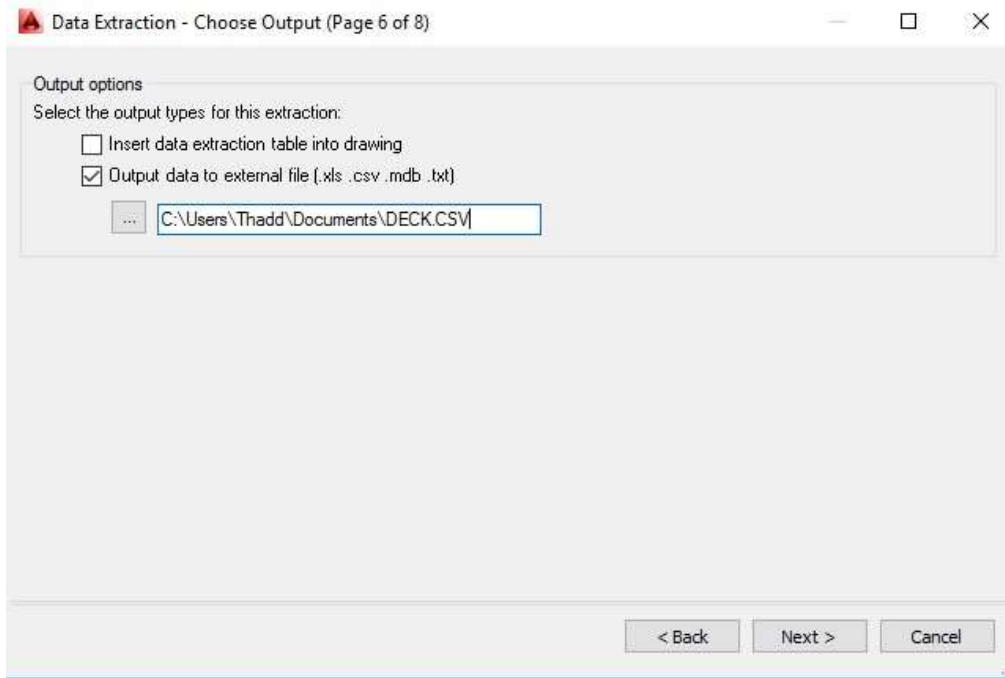 Data Extraction - Choose Output (Page 6 of 8)
Output options
Select the output types for this extraction:
Insert data extraction table into drawing
Output data to external file (.xls .csv .mdb .txt)
... C:\Users\Thadd\Documents\DECK.CSV
< Back Next > Cancel